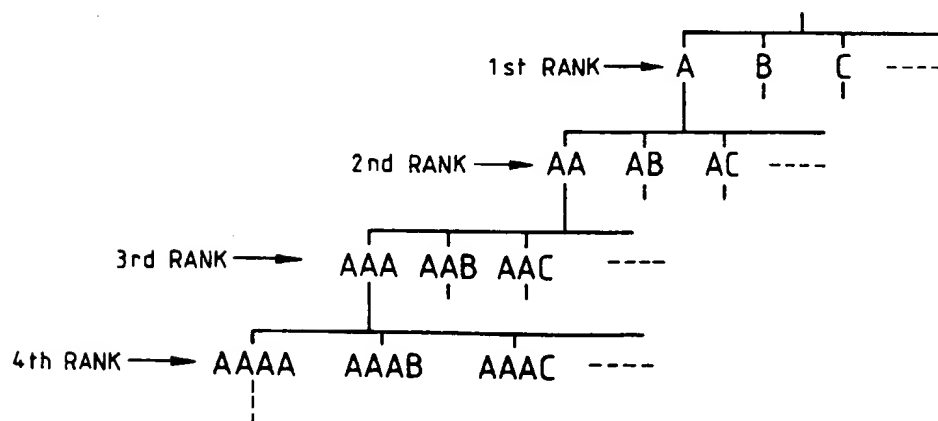 1st RANK A B C ----
2nd RANK AA AB AC ----
3rd RANK AAA AAB AAC ----
4th RANK AAAA AAAB AAAC ----